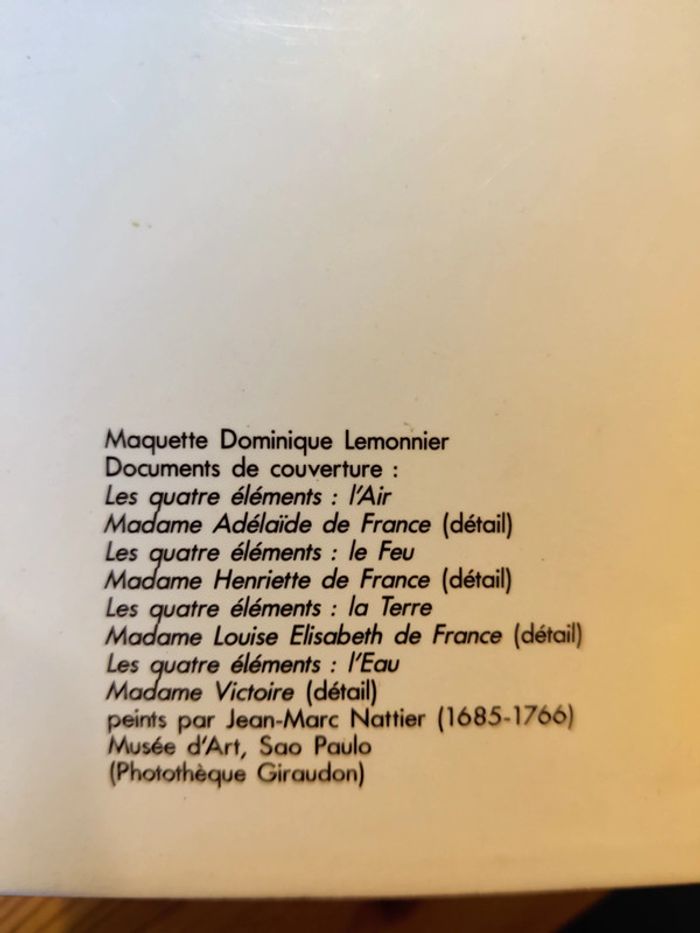 Maquette Dominique Lemonnier
Documents de couverture :
Les quatre éléments : l'Air
Madame Adélaïde de France (détail)
Les quatre éléments : le Feu
Madame Henriette de France (détail)
Les quatre éléments : la Terre
Madame Louise Elisabeth de France (détail)
Les quatre éléments : l'Eau
Madame Victoire (détail)
peints par Jean-Marc Nattier (1685-1766)
Musée d'Art, Sao Paulo
(Photothèque Giraudon)